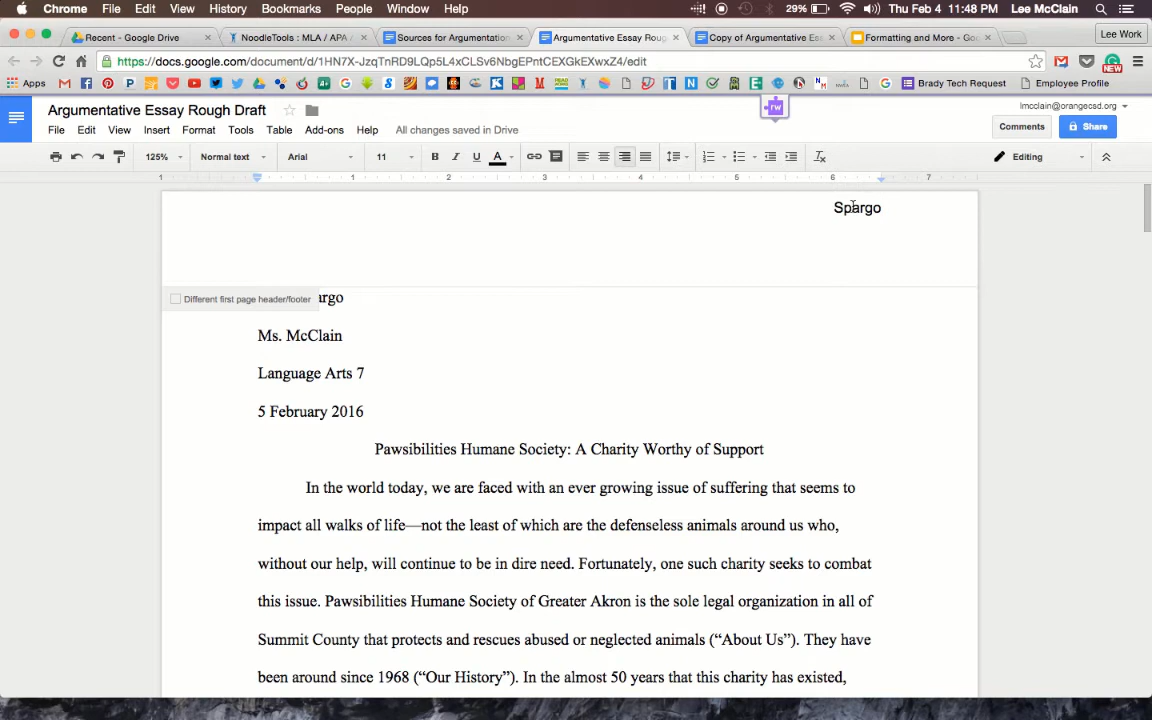 Chrome File Edit View History Bookmarks People Window Help 29% Thu Feb 4 11:48 PM Lee McClain
Recent - Google Drive NoodleTools : MLA / APA / Sources for Argumentation Argumentative Essay Roug Copy of Argumentative Es Formatting and More - Go Lee Work
https://docs.google.com/document/d/1HN7X-JzqTnRD9LQp5L4xCLSv6NbgEPntCEXGkEXwxZ4/edit NEW
Apps Brady Tech Request Employee Profile
rw
Argumentative Essay Rough Draft lmcclain@orangecsd.org
File Edit View Insert Format Tools Table Add-ons Help All changes saved in Drive Comments Share
125% Normal text Arial 11 B I U A Editing
1 1 2 3 4 5 6 7
Spargo
Different first page header/footer argo
Ms. McClain
Language Arts 7
5 February 2016
Pawsibilities Humane Society: A Charity Worthy of Support
In the world today, we are faced with an ever growing issue of suffering that seems to
impact all walks of life—not the least of which are the defenseless animals around us who,
without our help, will continue to be in dire need. Fortunately, one such charity seeks to combat
this issue. Pawsibilities Humane Society of Greater Akron is the sole legal organization in all of
Summit County that protects and rescues abused or neglected animals (“About Us”). They have
been around since 1968 (“Our History”). In the almost 50 years that this charity has existed,